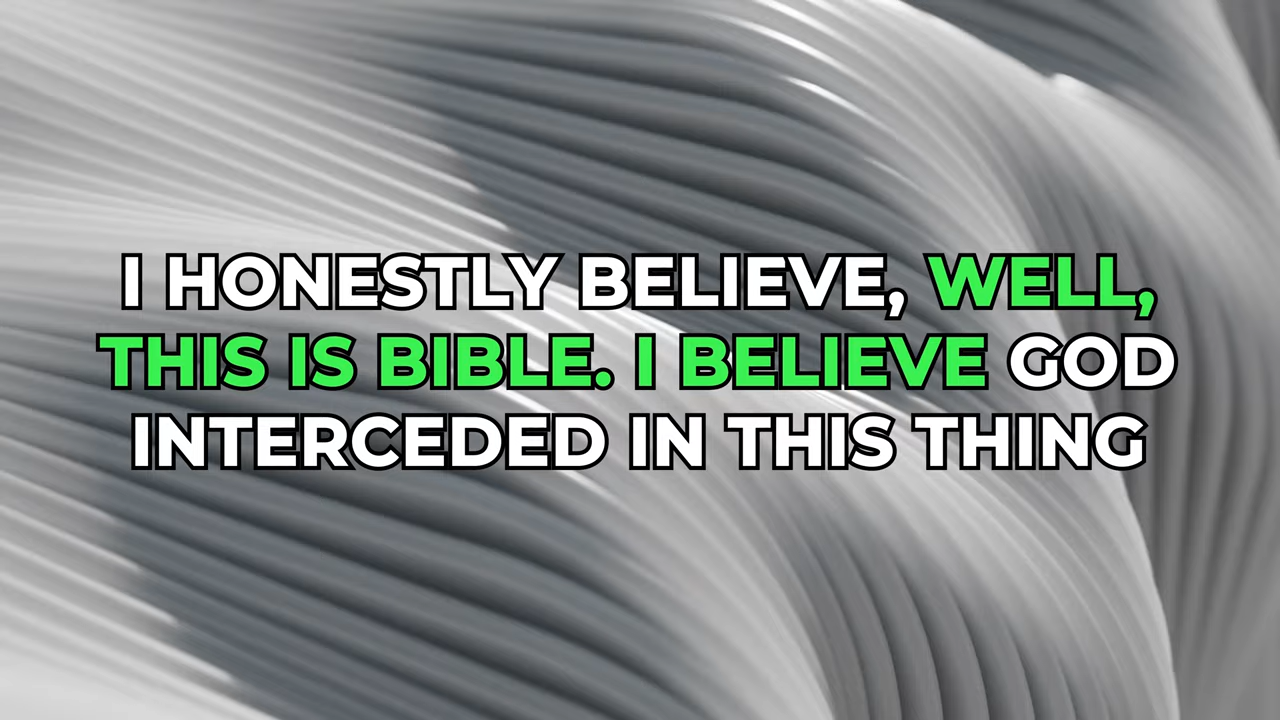 I HONESTLY BELIEVE, WELL,
THIS IS BIBLE. I BELIEVE GOD
INTERCEDED IN THIS THING